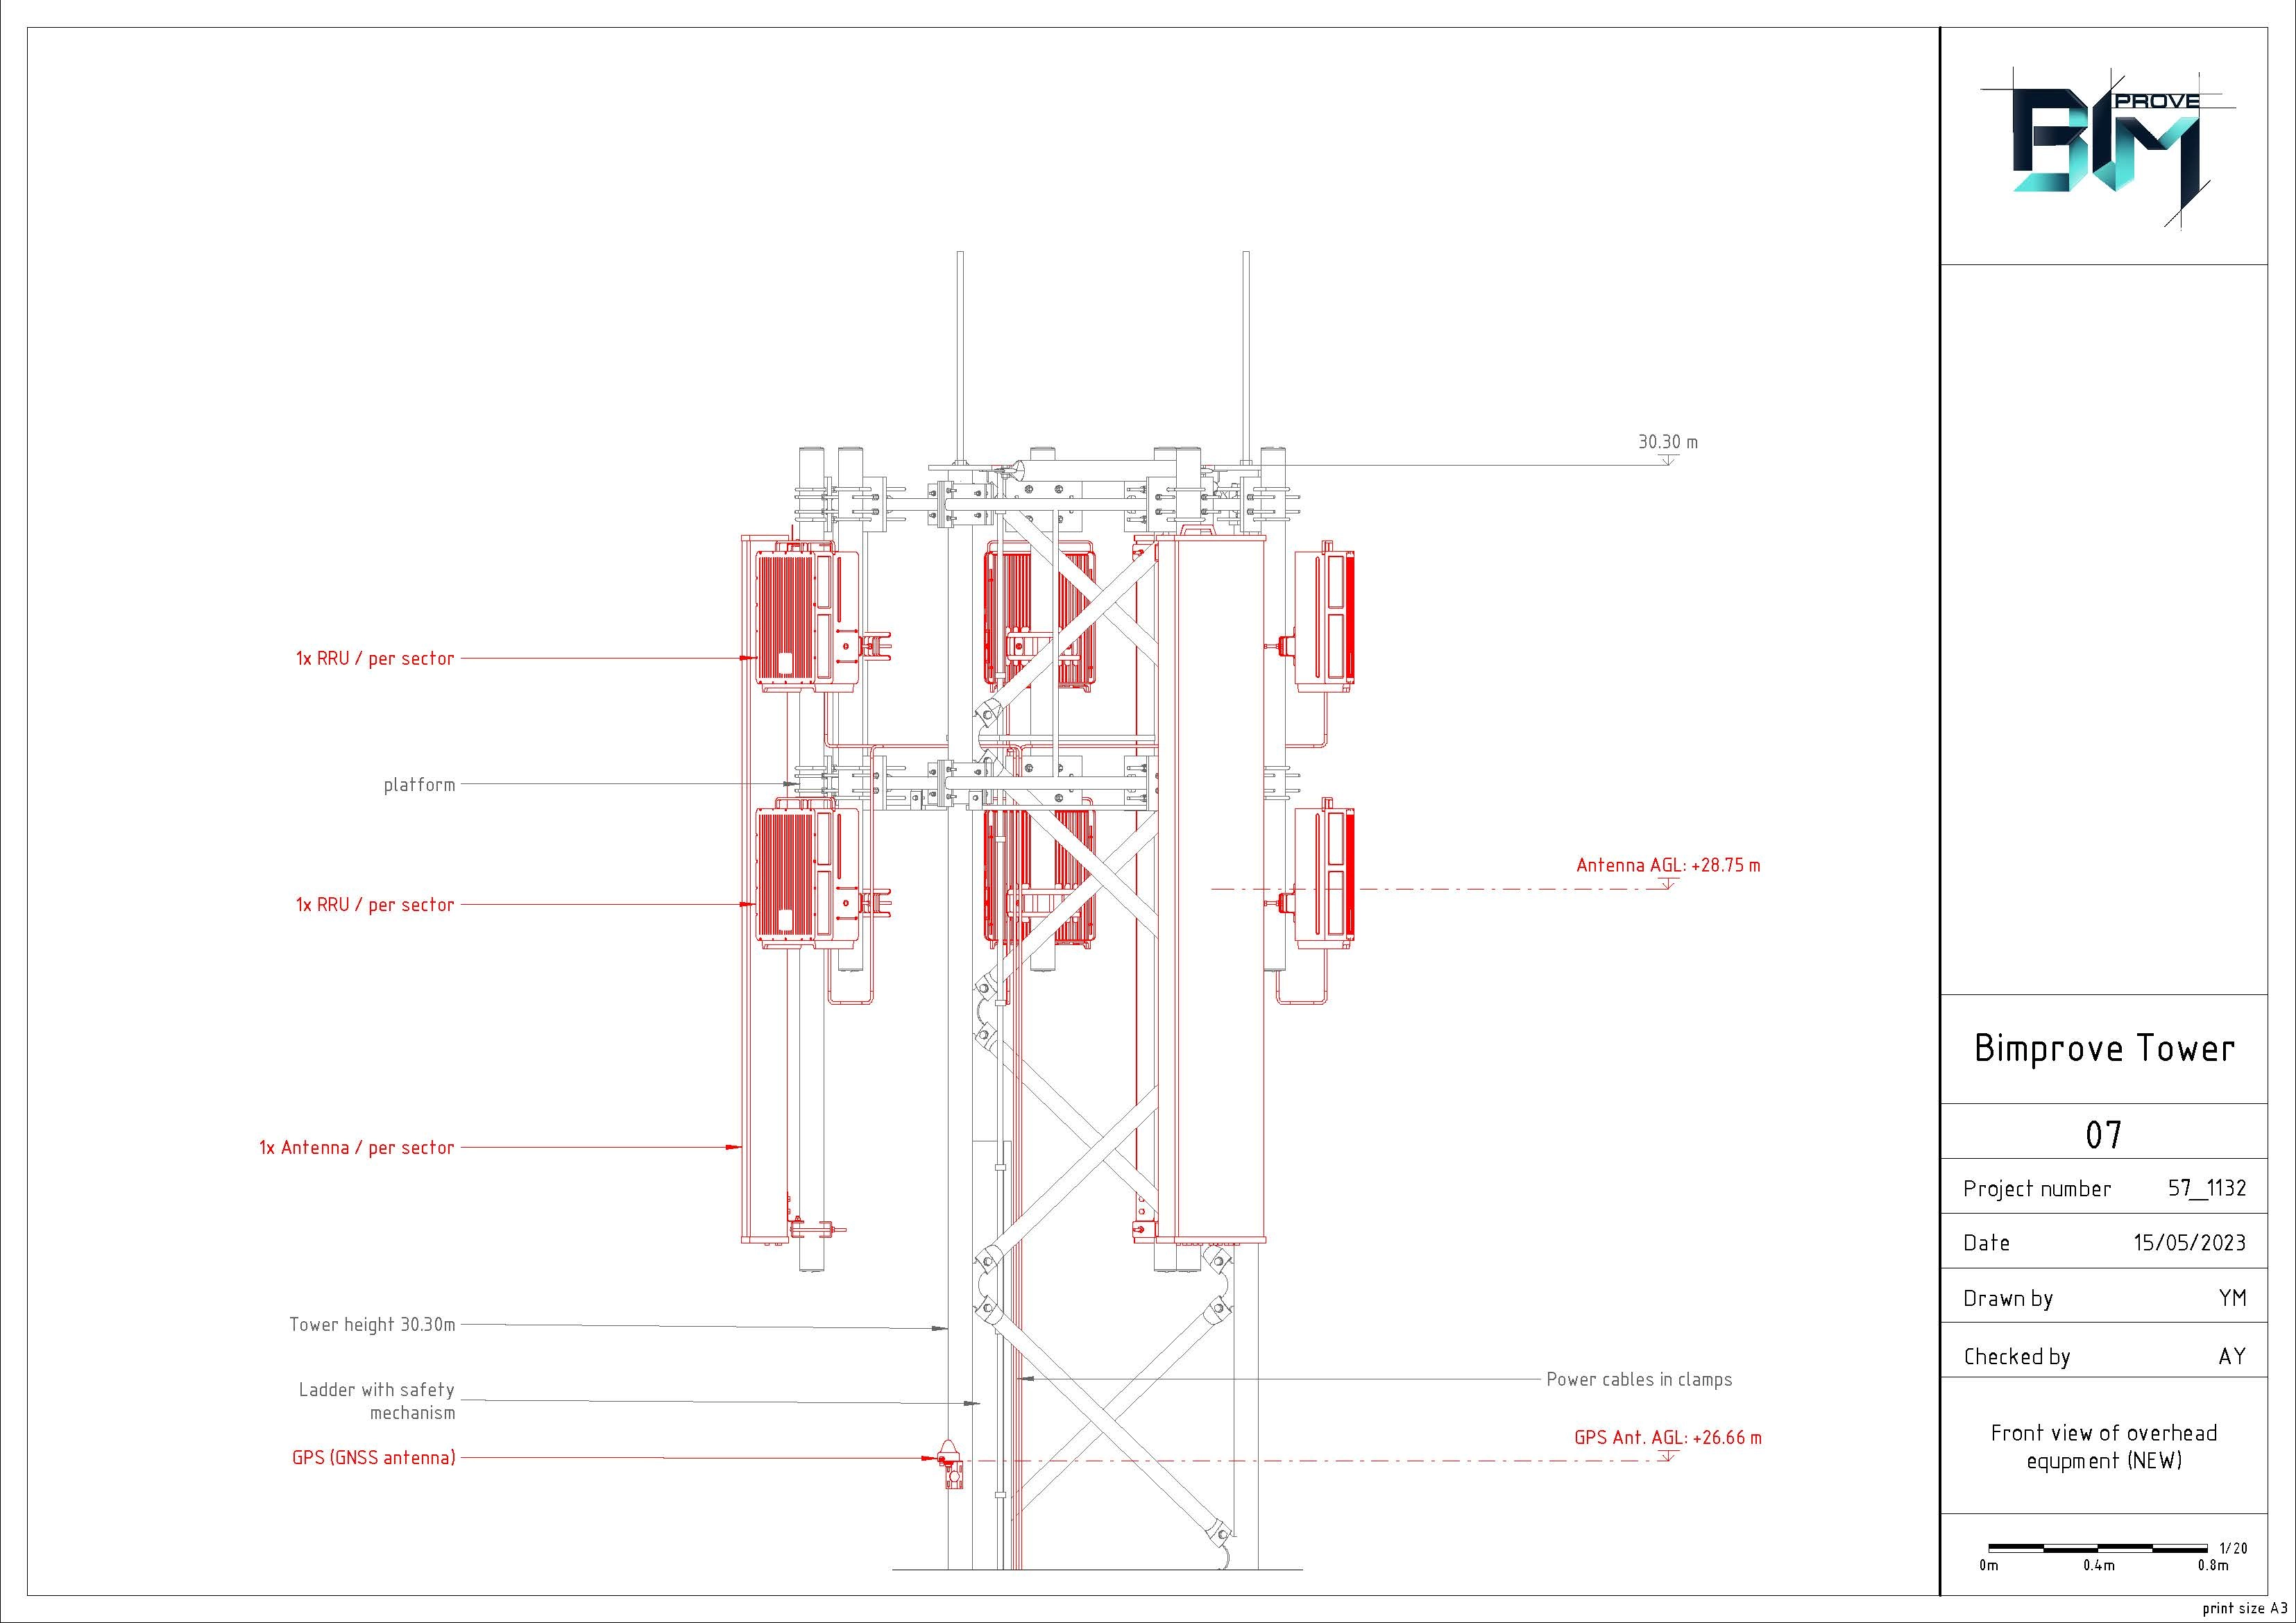 PROVE
BIM
30.30 m
1x RRU / per sector
platform
Antenna AGL: +28.75 m
1x RRU / per sector
1x Antenna / per sector
Tower height 30.30m
Ladder with safety
mechanism
Power cables in clamps
GPS (GNSS antenna)
GPS Ant. AGL: +26.66 m
Bimprove Tower
07
Project number 57_1132
Date 15/05/2023
Drawn by YM
Checked by AY
Front view of overhead
equpment (NEW)
1/20
0m 0.4m 0.8m
print size A3